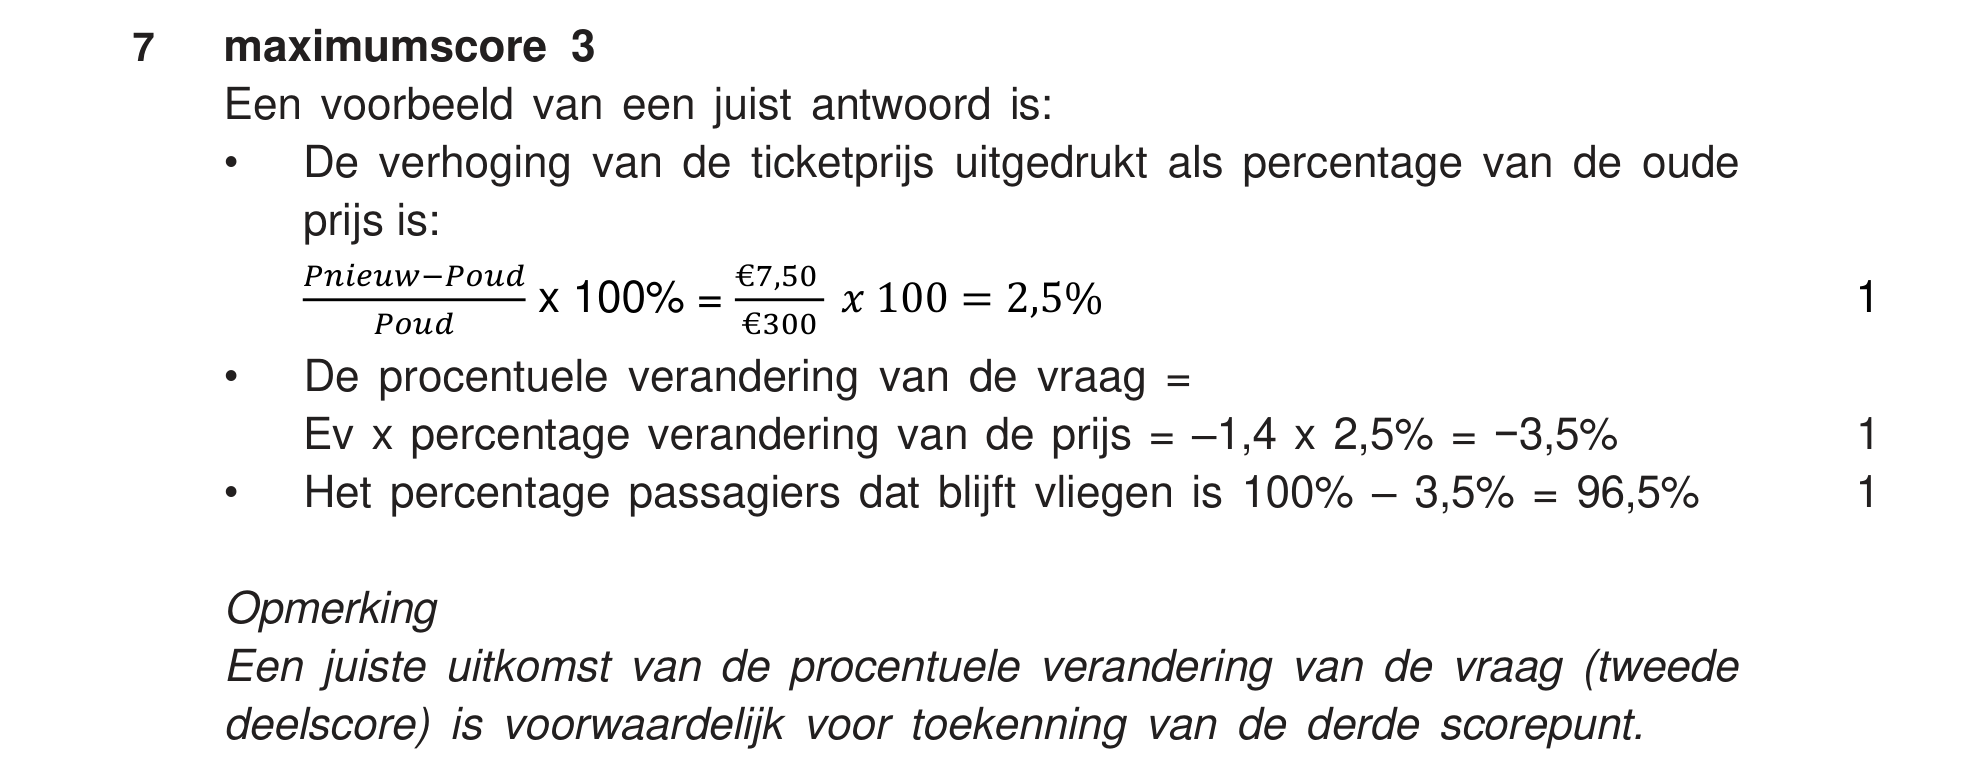 7 maximumscore 3
Een voorbeeld van een juist antwoord is:
• De verhoging van de ticketprijs uitgedrukt als percentage van de oude
prijs is:
Pnieuw−Poud / Poud x 100% = €7,50 / €300 x 100 = 2,5% 1
• De procentuele verandering van de vraag =
Ev x percentage verandering van de prijs = –1,4 x 2,5% = −3,5% 1
• Het percentage passagiers dat blijft vliegen is 100% – 3,5% = 96,5% 1
Opmerking
Een juiste uitkomst van de procentuele verandering van de vraag (tweede
deelscore) is voorwaardelijk voor toekenning van de derde scorepunt.